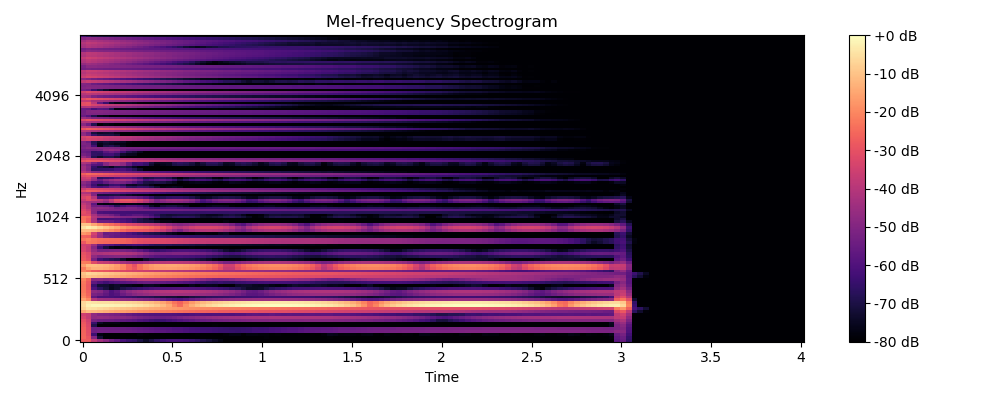 Mel-frequency Spectrogram
Hz
4096
2048
1024
512
0
0
0.5
1
1.5
2
2.5
3
3.5
4
Time
+0 dB
-10 dB
-20 dB
-30 dB
-40 dB
-50 dB
-60 dB
-70 dB
-80 dB